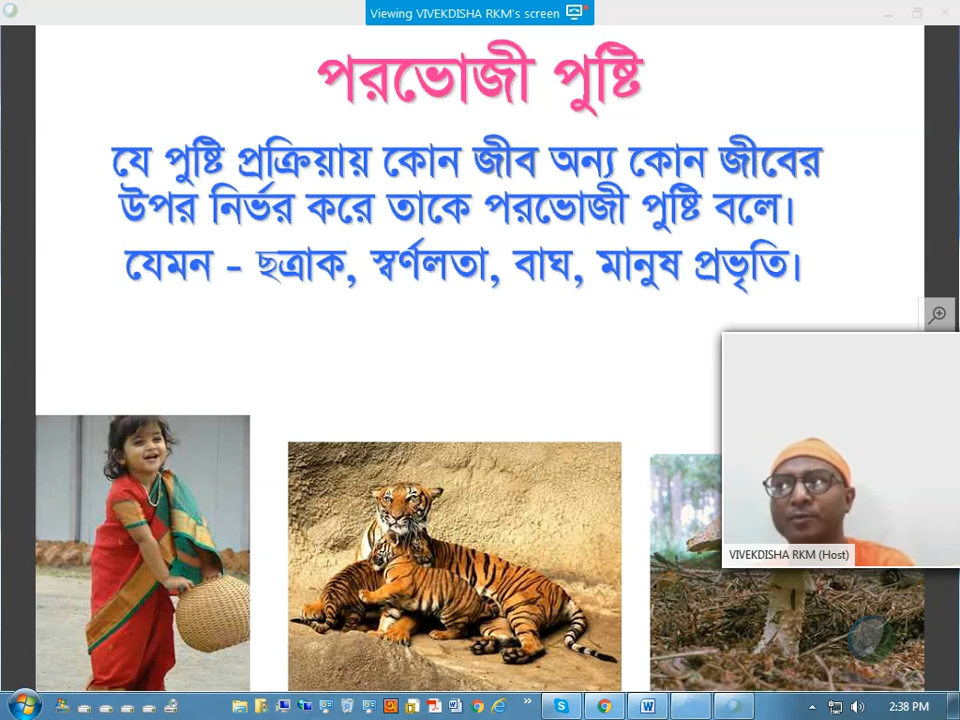 Viewing VIVEKDISHA RKM's screen
পরভোজী পুষ্টি
যে পুষ্টি প্রক্রিয়ায় কোন জীব অন্য কোন জীবের
উপর নির্ভর করে তাকে পরভোজী পুষ্টি বলে।
যেমন - ছত্রাক, স্বর্ণলতা, বাঘ, মানুষ প্রভৃতি।
VIVEKDISHA RKM (Host)
2:38 PM